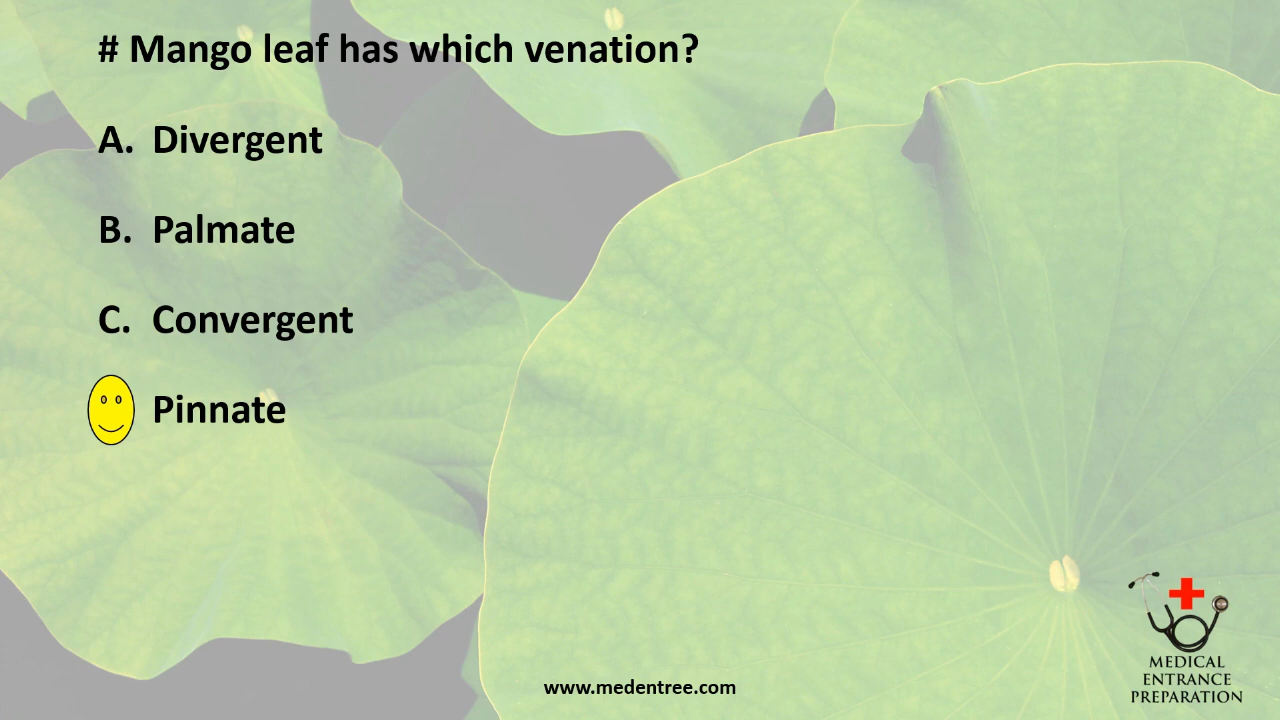 # Mango leaf has which venation?
A. Divergent
B. Palmate
C. Convergent
Pinnate
www.medentree.com
MEDICAL
ENTRANCE
PREPARATION